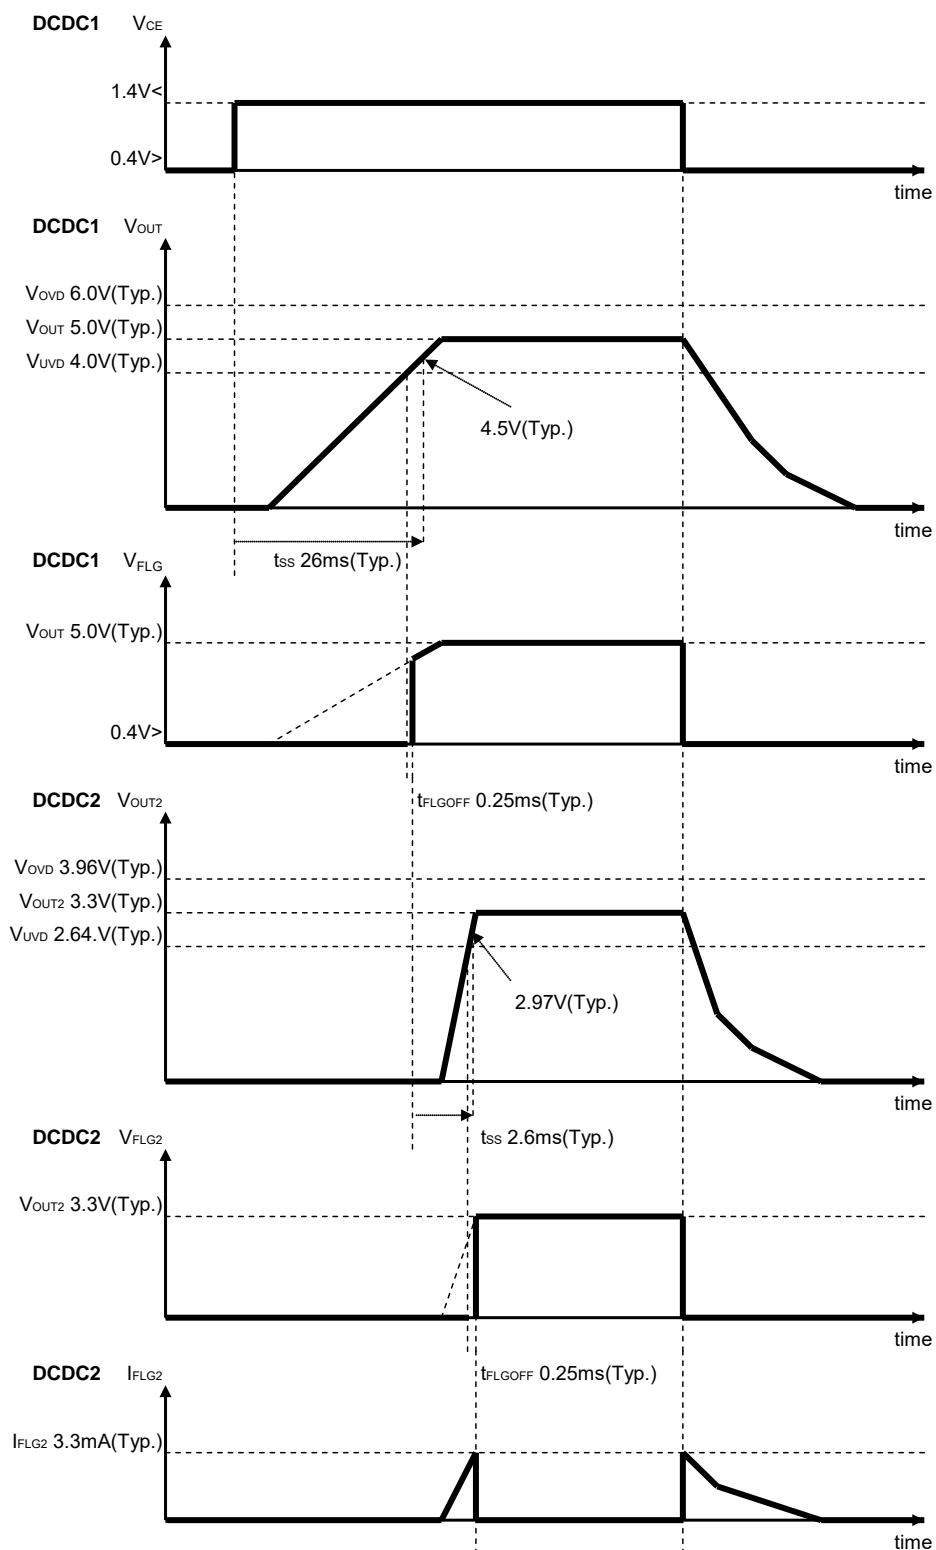 DCDC1 VCE
1.4V<
0.4V>
time
DCDC1 VOUT
VOVD 6.0V(Typ.)
VOUT 5.0V(Typ.)
VUVD 4.0V(Typ.)
4.5V(Typ.)
time
tSS 26ms(Typ.)
DCDC1 VFLG
VOUT 5.0V(Typ.)
0.4V>
time
DCDC2 VOUT2
tFLGOFF 0.25ms(Typ.)
VOVD 3.96V(Typ.)
VOUT2 3.3V(Typ.)
VUVD 2.64.V(Typ.)
2.97V(Typ.)
time
tSS 2.6ms(Typ.)
DCDC2 VFLG2
VOUT2 3.3V(Typ.)
time
DCDC2 IFLG2
tFLGOFF 0.25ms(Typ.)
IFLG2 3.3mA(Typ.)
time